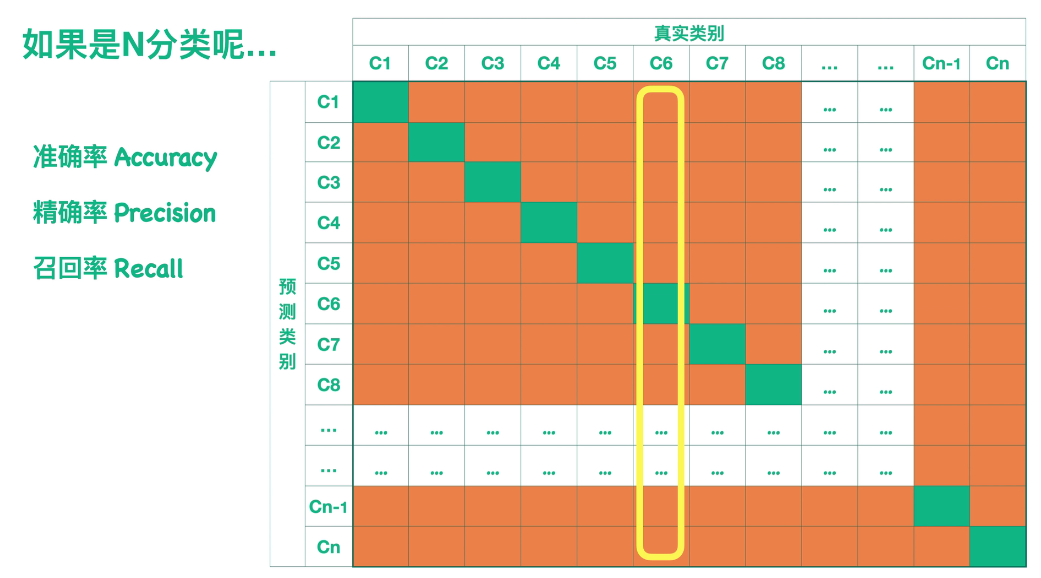 如果是N分类呢...
准确率 Accuracy
精确率 Precision
召回率 Recall
真实类别
C1 C2 C3 C4 C5 C6 C7 C8 ... ... Cn-1 Cn
预测类别
C1 ... ...
C2 ... ...
C3 ... ...
C4 ... ...
C5 ... ...
C6 ... ...
C7 ... ...
C8 ... ...
... ... ... ... ... ... ... ... ... ... ...
... ... ... ... ... ... ... ... ... ... ...
Cn-1
Cn